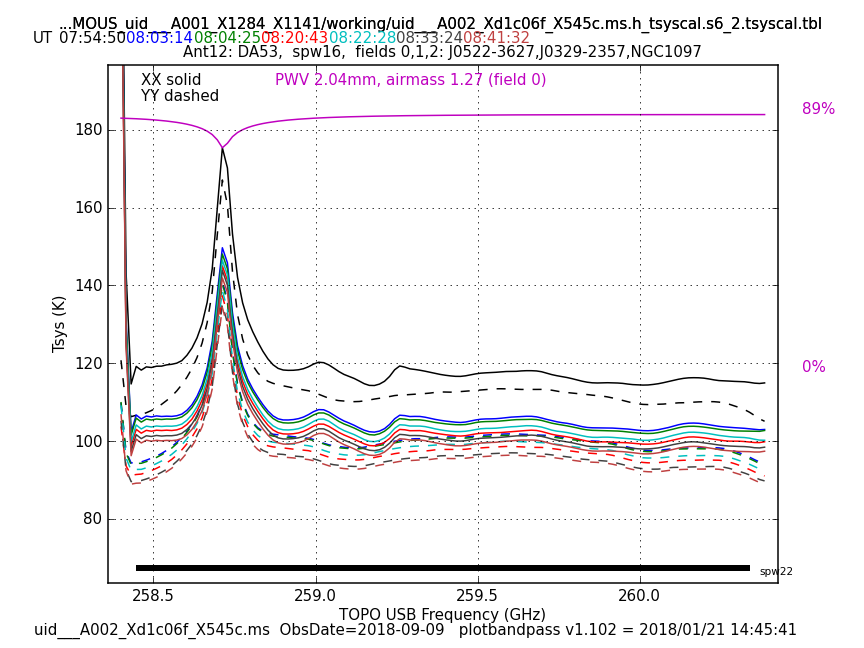 ...MOUS_uid___A001_X1284_X1141/working/uid___A002_Xd1c06f_X545c.ms.h_tsyscal.s6_2.tsyscal.tbl
UT 07:54:50 08:03:14 08:04:25 08:20:43 08:22:28 08:33:24 08:41:32
Ant12: DA53, spw16, fields 0,1,2: J0522-3627,J0329-2357,NGC1097
XX solid
PWV 2.04mm, airmass 1.27 (field 0)
YY dashed
89%
180
160
140
120
0%
100
80
Tsys (K)
spw22
258.5 259.0 259.5 260.0
TOPO USB Frequency (GHz)
uid___A002_Xd1c06f_X545c.ms ObsDate=2018-09-09 plotbandpass v1.102 = 2018/01/21 14:45:41